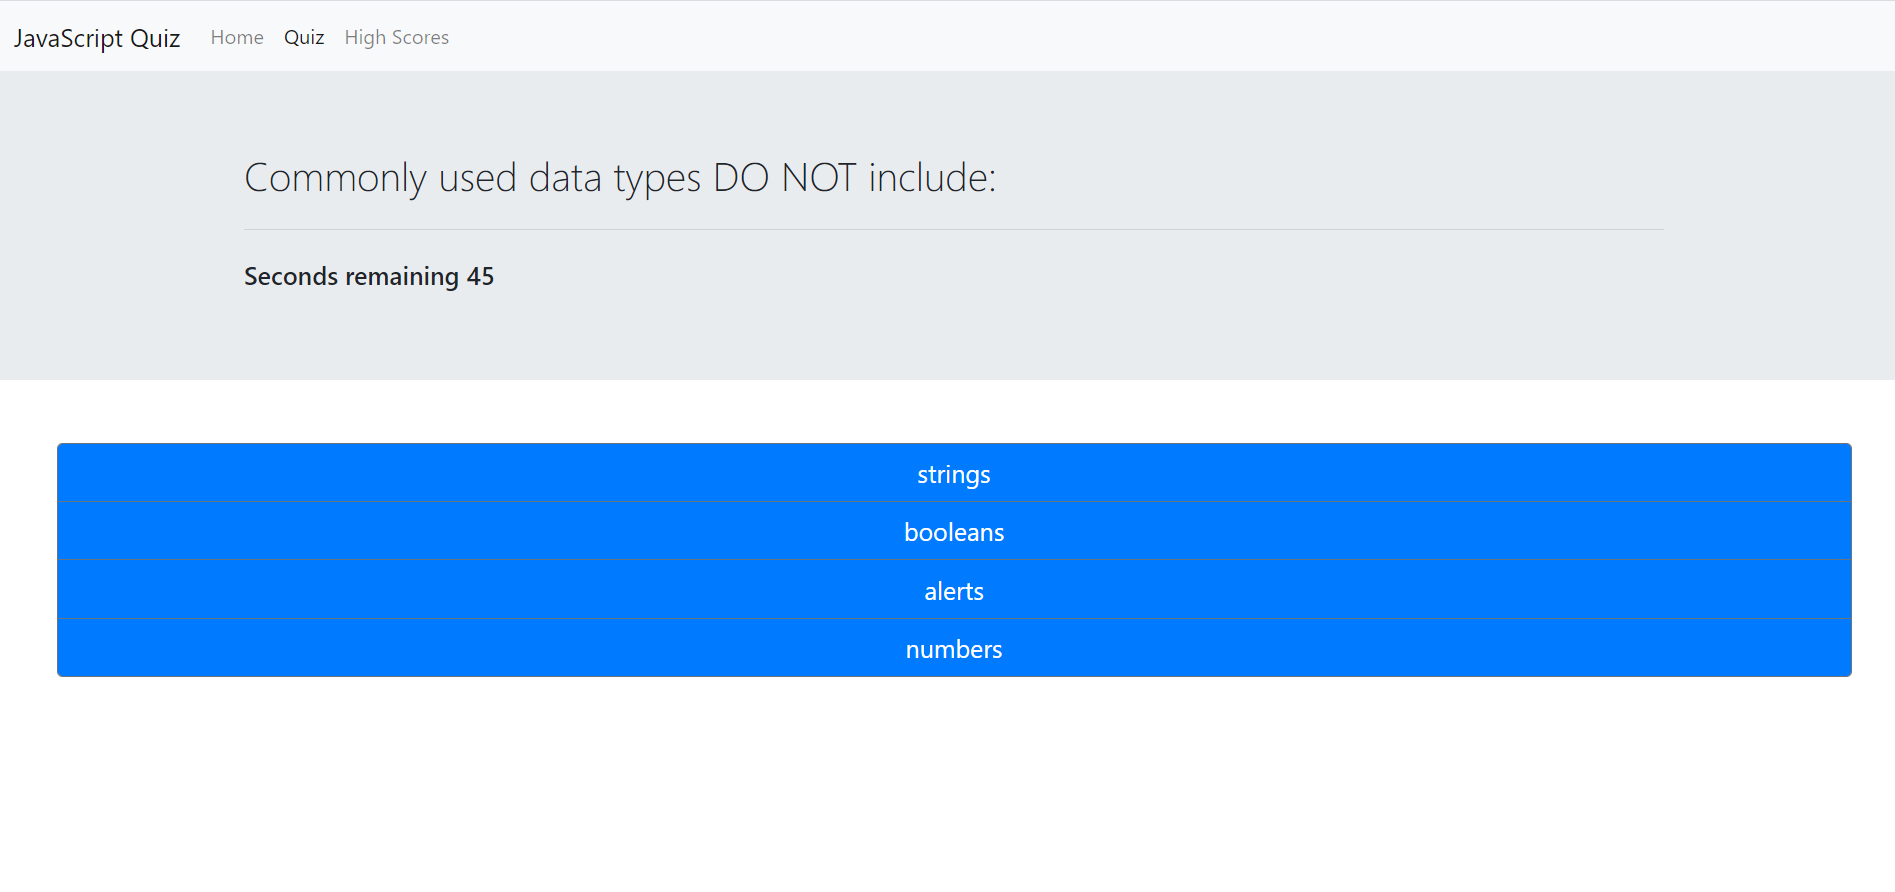 JavaScript Quiz Home Quiz High Scores
Commonly used data types DO NOT include:
Seconds remaining 45
strings
booleans
alerts
numbers